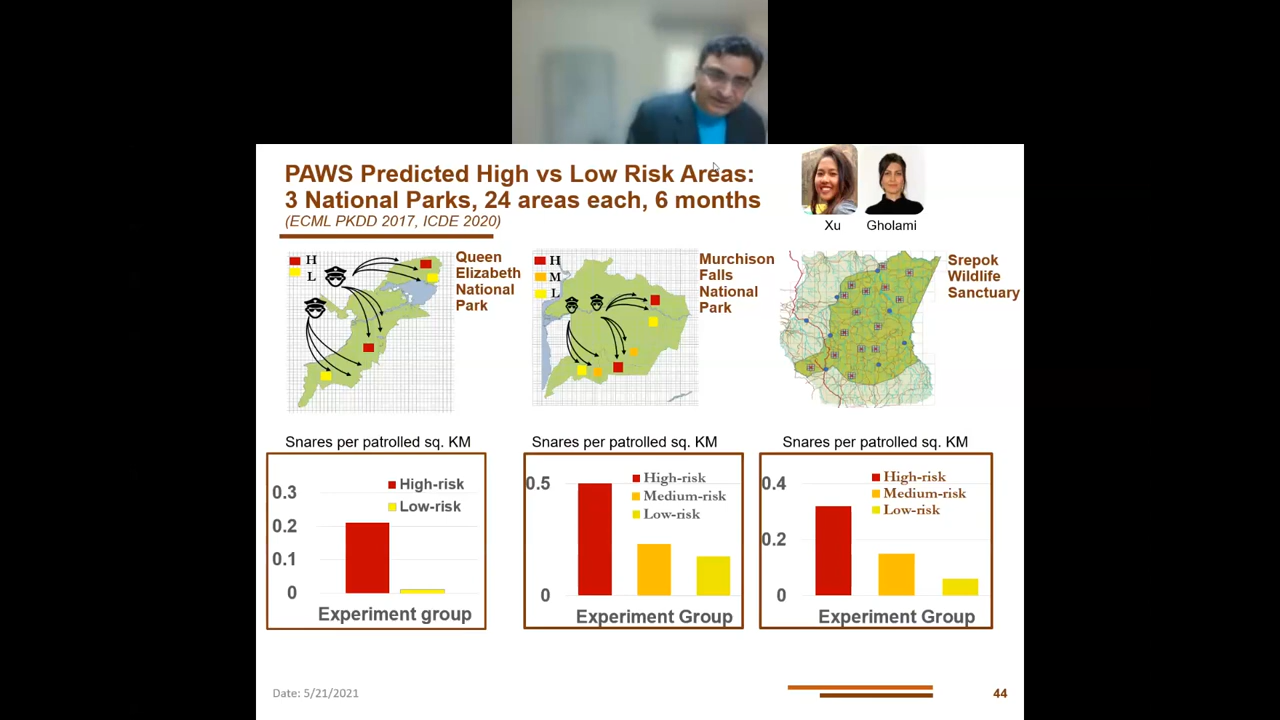 PAWS Predicted High vs Low Risk Areas:
3 National Parks, 24 areas each, 6 months
(ECML PKDD 2017, ICDE 2020)
Xu
Gholami
H
L
Queen
Elizabeth
National
Park
H
M
L
Murchison
Falls
National
Park
Srepok
Wildlife
Sanctuary
Snares per patrolled sq. KM
0.3
0.2
0.1
0
High-risk
Low-risk
Experiment group
Snares per patrolled sq. KM
0.5
0
High-risk
Medium-risk
Low-risk
Experiment Group
Snares per patrolled sq. KM
0.4
0.2
0
High-risk
Medium-risk
Low-risk
Experiment Group
Date: 5/21/2021
44